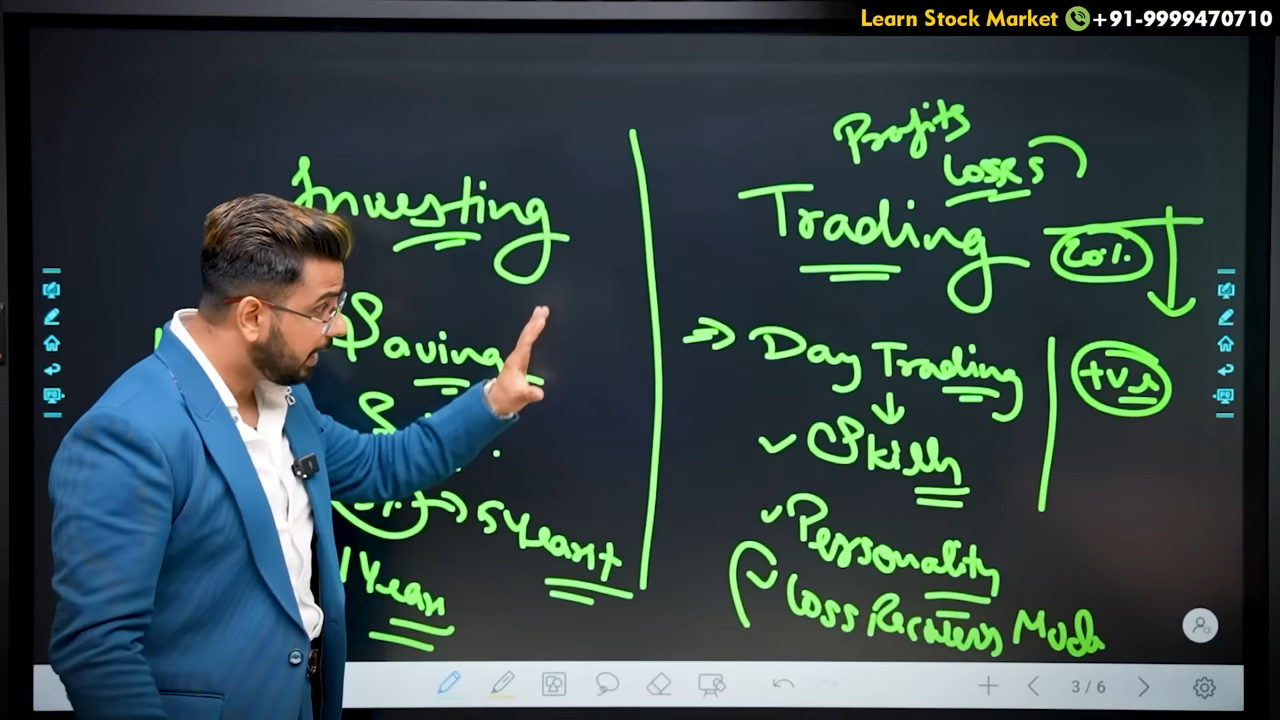 Learn Stock Market +91-9999470710
Investing
Saving
5 Years+
1 Year
Profits
Losses
Trading
20%
Day Trading
+ve
Skills
Personality
Loss Recovery Mode
3/6